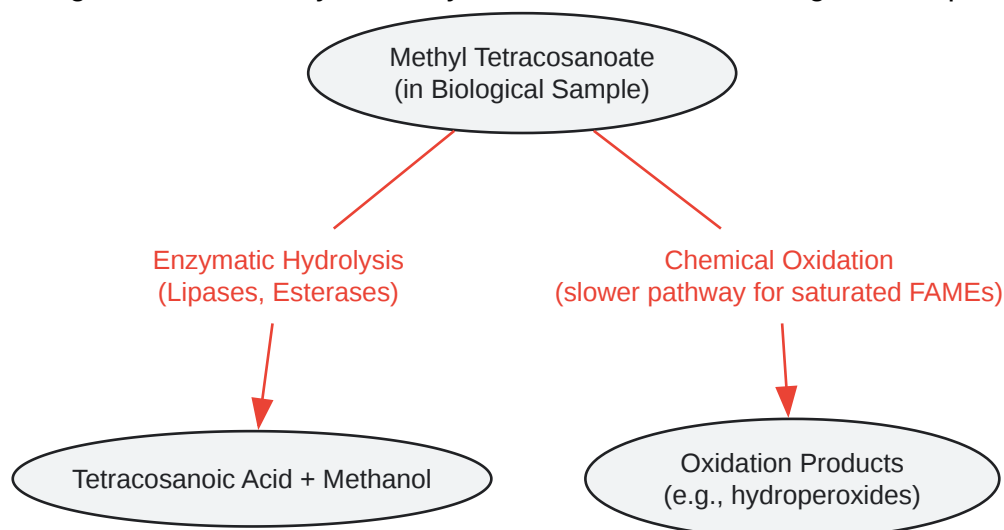 Methyl Tetracosanoate
(in Biological Sample)
Enzymatic Hydrolysis
(Lipases, Esterases)
Chemical Oxidation
(slower pathway for saturated FAMEs)
Tetracosanoic Acid + Methanol
Oxidation Products
(e.g., hydroperoxides)